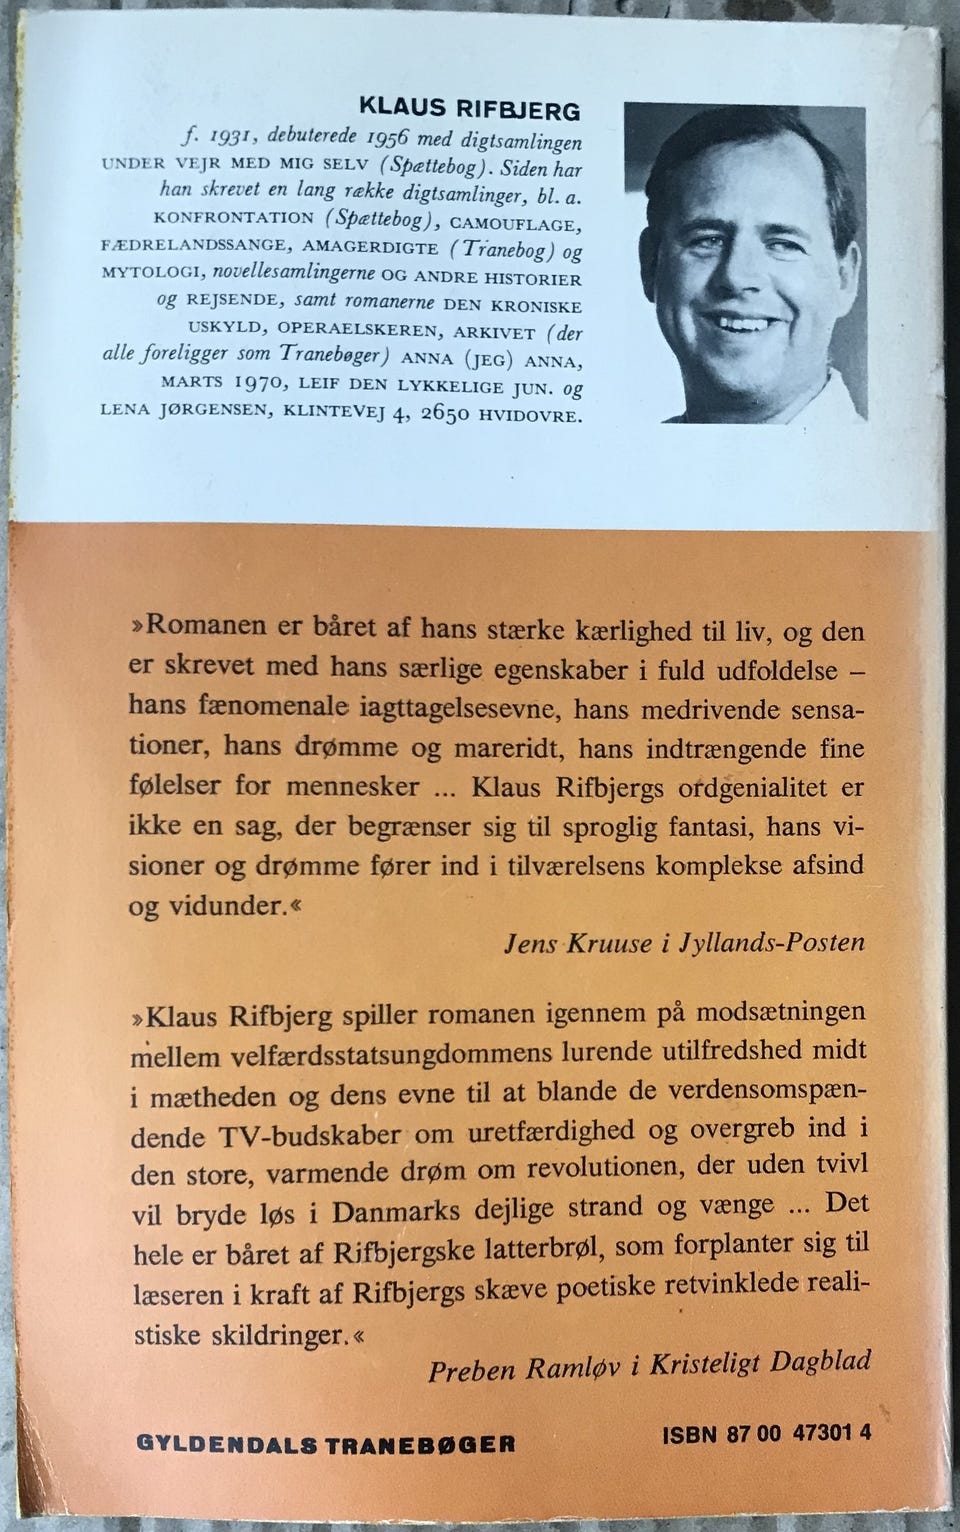 KLAUS RIFBJERG
f. 1931, debuterede 1956 med digtsamlingen
UNDER VEJR MED MIG SELV (Spættebog). Siden har
han skrevet en lang række digtsamlinger, bl. a.
KONFRONTATION (Spættebog), CAMOUFLAGE,
FÆDRELANDSSANGE, AMAGERDIGTE (Tranebog) og
MYTOLOGI, novellesamlingerne OG ANDRE HISTORIER
og REJSENDE, samt romanerne DEN KRONISKE
USKYLD, OPERAELSKEREN, ARKIVET (der
alle foreligger som Tranebøger) ANNA (JEG) ANNA,
MARTS 1970, LEIF DEN LYKKELIGE JUN. og
LENA JØRGENSEN, KLINTEVEJ 4, 2650 HVIDOVRE.
»Romanen er båret af hans stærke kærlighed til liv, og den
er skrevet med hans særlige egenskaber i fuld udfoldelse –
hans fænomenale iagttagelsesevne, hans medrivende sensa-
tioner, hans drømme og mareridt, hans indtrængende fine
følelser for mennesker ... Klaus Rifbjergs ordgenialitet er
ikke en sag, der begrænser sig til sproglig fantasi, hans vi-
sioner og drømme fører ind i tilværelsens komplekse afsind
og vidunder.«
Jens Kruuse i Jyllands-Posten
»Klaus Rifbjerg spiller romanen igennem på modsætningen
mellem velfærdsstatsungdommens lurende utilfredshed midt
i mætheden og dens evne til at blande de verdensomspæn-
dende TV-budskaber om uretfærdighed og overgreb ind i
den store, varmende drøm om revolutionen, der uden tvivl
vil bryde løs i Danmarks dejlige strand og vænge ... Det
hele er båret af Rifbjergske latterbrøl, som forplanter sig til
læseren i kraft af Rifbjergs skæve poetiske retvinklede reali-
stiske skildringer.«
Preben Ramløv i Kristeligt Dagblad
GYLDENDALS TRANEBØGER
ISBN 87 00 47301 4